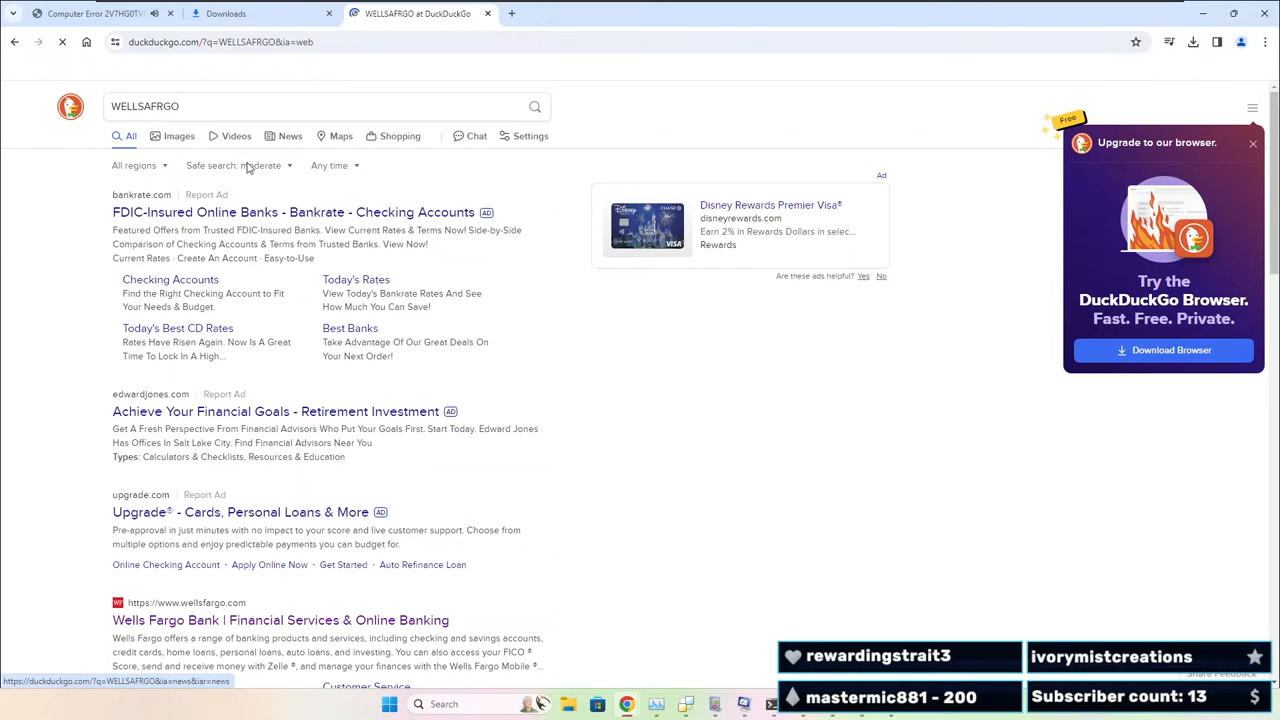 Computer Error 2V7HG0TVI
Downloads
WELLSAFRGO at DuckDuckGo
duckduckgo.com/?q=WELLSAFRGO&ia=web
WELLSAFRGO
All
Images
Videos
News
Maps
Shopping
Chat
Settings
All regions
Safe search: moderate
Any time
bankrate.com
Report Ad
FDIC-Insured Online Banks - Bankrate - Checking Accounts AD
Featured Offers from Trusted FDIC-Insured Banks. View Current Rates & Terms Now! Side-by-Side
Comparison of Checking Accounts & Terms from Trusted Banks. View Now!
Current Rates · Create An Account · Easy-to-Use
Checking Accounts
Find the Right Checking Account to Fit
Your Needs & Budget.
Today's Rates
View Today's Bankrate Rates And See
How Much You Can Save!
Today's Best CD Rates
Rates Have Risen Again. Now Is A Great
Time To Lock In A High...
Best Banks
Take Advantage Of Our Great Deals On
Your Next Order!
edwardjones.com
Report Ad
Achieve Your Financial Goals - Retirement Investment AD
Get A Fresh Perspective From Financial Advisors Who Put Your Goals First. Start Today. Edward Jones
Has Offices In Salt Lake City. Find Financial Advisors Near You
Types: Calculators & Checklists, Resources & Education
upgrade.com
Report Ad
Upgrade® - Cards, Personal Loans & More AD
Pre-approval in just minutes with no impact to your score and live customer support. Choose from
multiple options and enjoy predictable payments you can budget for.
Online Checking Account · Apply Online Now · Get Started · Auto Refinance Loan
WF
https://www.wellsfargo.com
Wells Fargo Bank | Financial Services & Online Banking
Wells Fargo offers a range of banking products and services, including checking and savings accounts,
credit cards, home loans, personal loans, auto loans, and investing. You can also access your FICO ®
Score, send and receive money with Zelle ®, and manage your finances with the Wells Fargo Mobile ®...
Customer Service
Ad
Disney Rewards Premier Visa®
disneyrewards.com
Earn 2% in Rewards Dollars in selec...
Rewards
Disney
CHASE
VISA
Are these ads helpful? Yes No
Free
Upgrade to our browser.
Try the
DuckDuckGo Browser.
Fast. Free. Private.
Download Browser
Share Feedback
https://duckduckgo.com/?q=WELLSAFRGO&ia=news&iar=news
rewardingstrait3
ivorymistcreations
mastermic881 - 200
Subscriber count: 13
$
Search